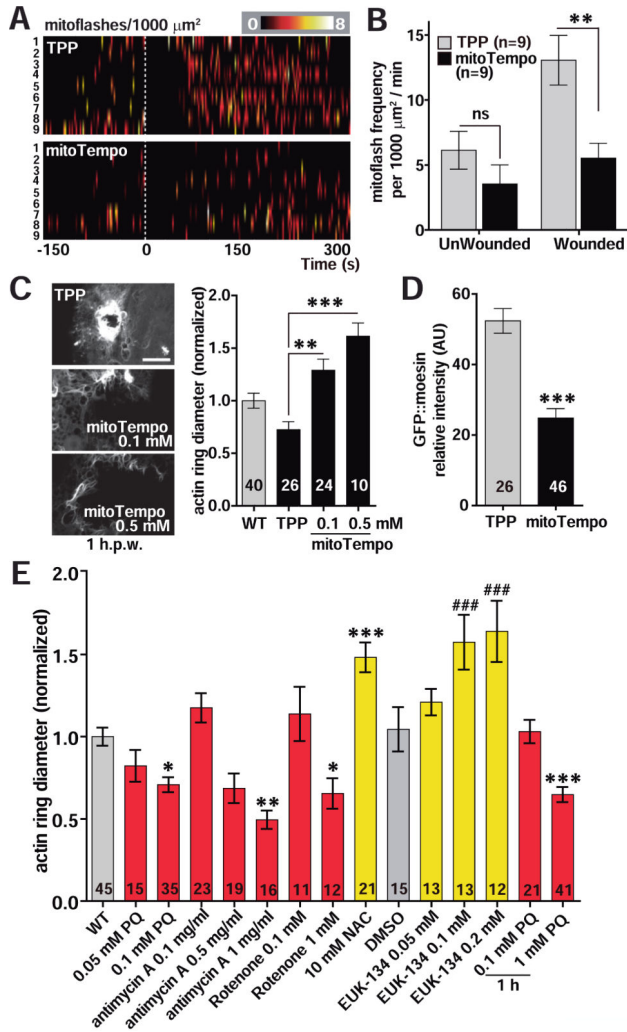 A
mitoflashes/1000 μm²
0 8
TPP
1
2
3
4
5
6
7
8
9
mitoTempo
1
2
3
4
5
6
7
8
9
-150 0 150 300
Time (s)
B
mitoflash frequency
per 1000 μm² / min
15
10
5
0
TPP (n=9)
mitoTempo
(n=9)
ns
**
UnWounded Wounded
C
TPP
mitoTempo
0.1 mM
mitoTempo
0.5 mM
1 h.p.w.
actin ring diameter (normalized)
2.0
1.5
1.0
0.5
0.0
***
**
40 26 24 10
WT TPP 0.1 0.5 mM
mitoTempo
D
GFP::moesin
relative intensity (AU)
60
40
20
0
***
26 46
TPP mitoTempo
E
actin ring diameter (normalized)
2.0
1.5
1.0
0.5
0.0
* ** * *** ### ### ***
45 15 35 23 19 16 11 12 21 15 13 13 12 21 41
WT
0.05 mM PQ
0.1 mM PQ
antimycin A 0.1 mg/ml
antimycin A 0.5 mg/ml
antimycin A 1 mg/ml
Rotenone 0.1 mM
Rotenone 1 mM
10 mM NAC
DMSO
EUK-134 0.05 mM
EUK-134 0.1 mM
EUK-134 0.2 mM
0.1 mM PQ
1 mM PQ
1 h